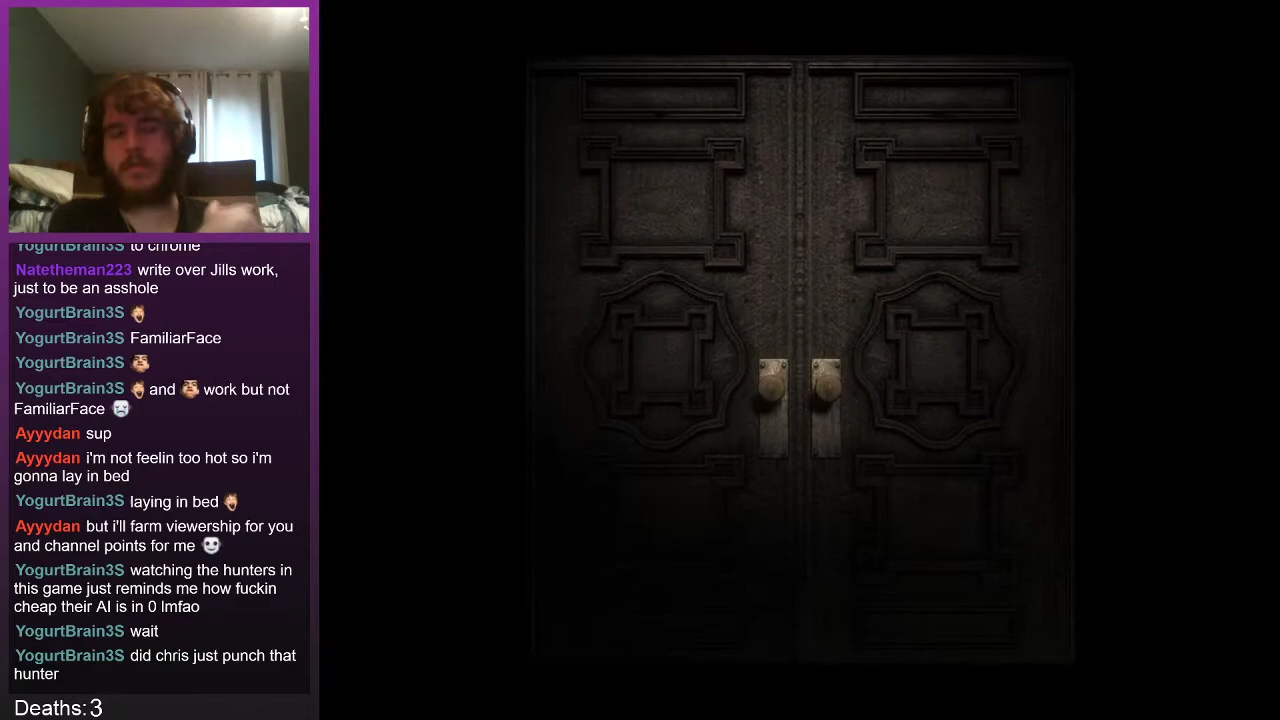 YogurtBrain3S to chrome
Natetheman223 write over Jills work,
just to be an asshole
YogurtBrain3S
YogurtBrain3S FamiliarFace
YogurtBrain3S
YogurtBrain3S and work but not
FamiliarFace
Ayyydan sup
Ayyydan i'm not feelin too hot so i'm
gonna lay in bed
YogurtBrain3S laying in bed
Ayyydan but i'll farm viewership for you
and channel points for me
YogurtBrain3S watching the hunters in
this game just reminds me how fuckin
cheap their AI is in 0 lmfao
YogurtBrain3S wait
YogurtBrain3S did chris just punch that
hunter
Deaths: 3